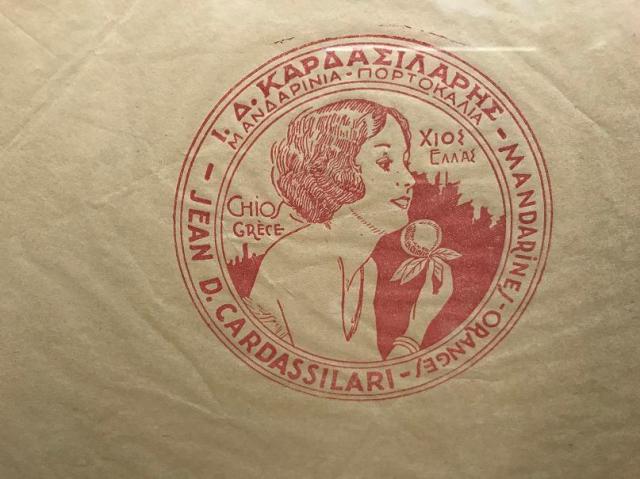 Ι. Δ. ΚΑΡΔΑΣΙΛΑΡΗΣ - MANDARINES - ORANGES
ΜΑΝΔΑΡΙΝΙΑ - ΠΟΡΤΟΚΑΛΙΑ
ΧΙΟΣ
ΕΛΛΑΣ
CHIOS
GRÈCE
- JEAN D. CARDASSILARI -